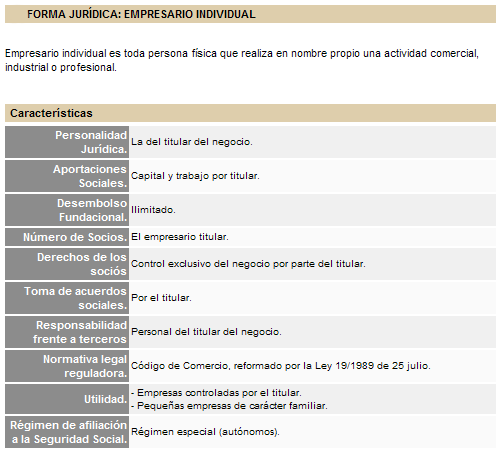 FORMA JURÍDICA: EMPRESARIO INDIVIDUAL
Empresario individual es toda persona física que realiza en nombre propio una actividad comercial,
industrial o profesional.
Características
Personalidad
Jurídica.
La del titular del negocio.
Aportaciones
Sociales.
Capital y trabajo por titular.
Desembolso
Fundacional.
Ilimitado.
Número de Socios.
El empresario titular.
Derechos de los
sociós
Control exclusivo del negocio por parte del titular.
Toma de acuerdos
sociales.
Por el titular.
Responsabilidad
frente a terceros
Personal del titular del negocio.
Normativa legal
reguladora.
Código de Comercio, reformado por la Ley 19/1989 de 25 julio.
Utilidad.
- Empresas controladas por el titular.
- Pequeñas empresas de carácter familiar.
Régimen de afiliación
a la Seguridad Social.
Régimen especial (autónomos).